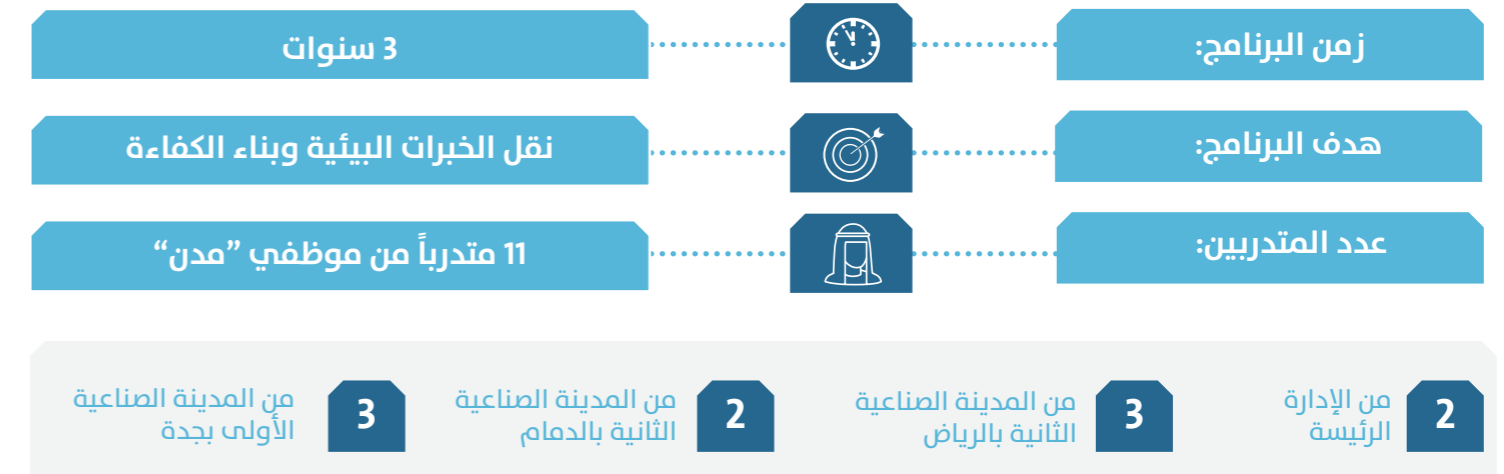 زمن البرنامج:
3 سنوات
هدف البرنامج:
نقل الخبرات البيئية وبناء الكفاءة
عدد المتدربين:
11 متدرباً من موظفي ”مدن“
2
من الإدارة
الرئيسة
3
من المدينة الصناعية
الثانية بالرياض
2
من المدينة الصناعية
الثانية بالدمام
3
من المدينة الصناعية
الأولى بجدة